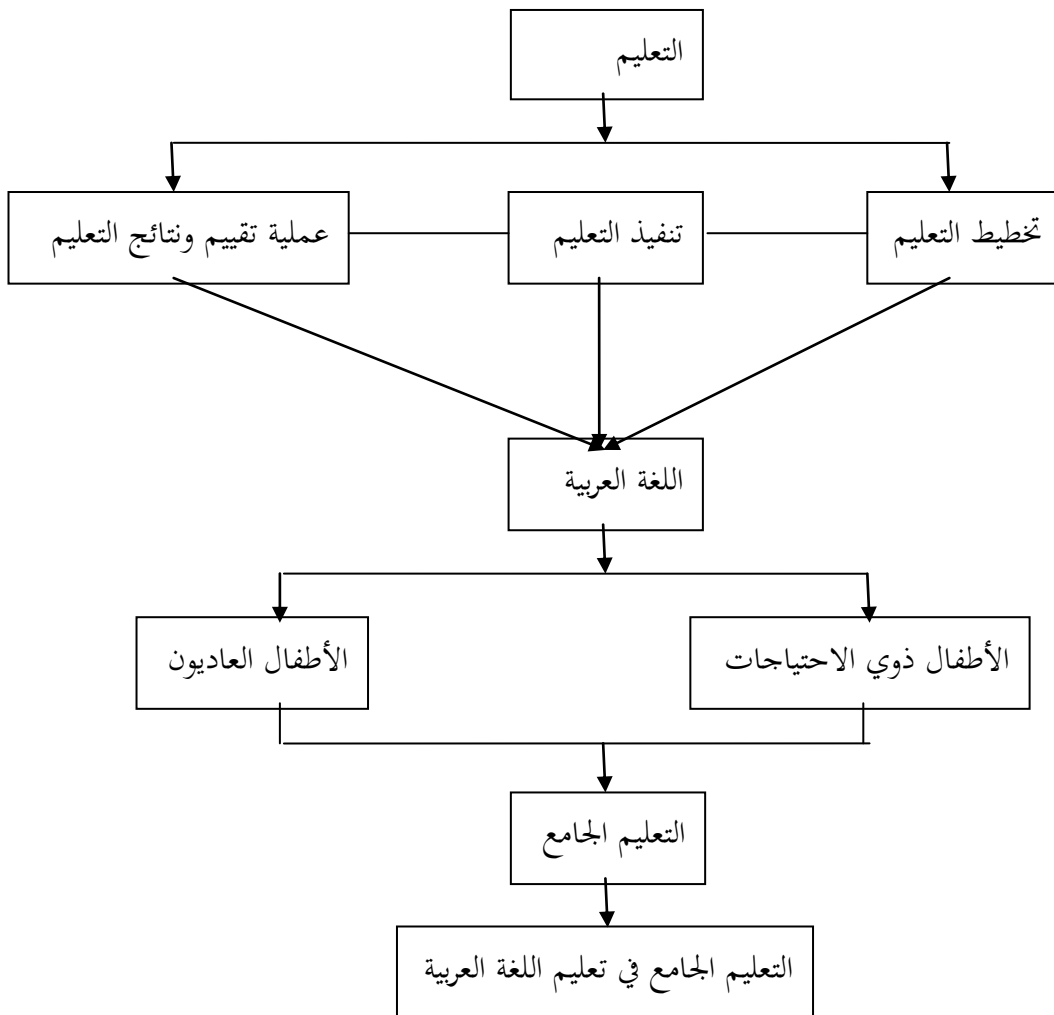 التعليم
تخطيط التعليم
تنفيذ التعليم
عملية تقييم ونتائج التعليم
اللغة العربية
الأطفال ذوي الاحتياجات
الأطفال العاديون
التعليم الجامع
التعليم الجامع في تعليم اللغة العربية